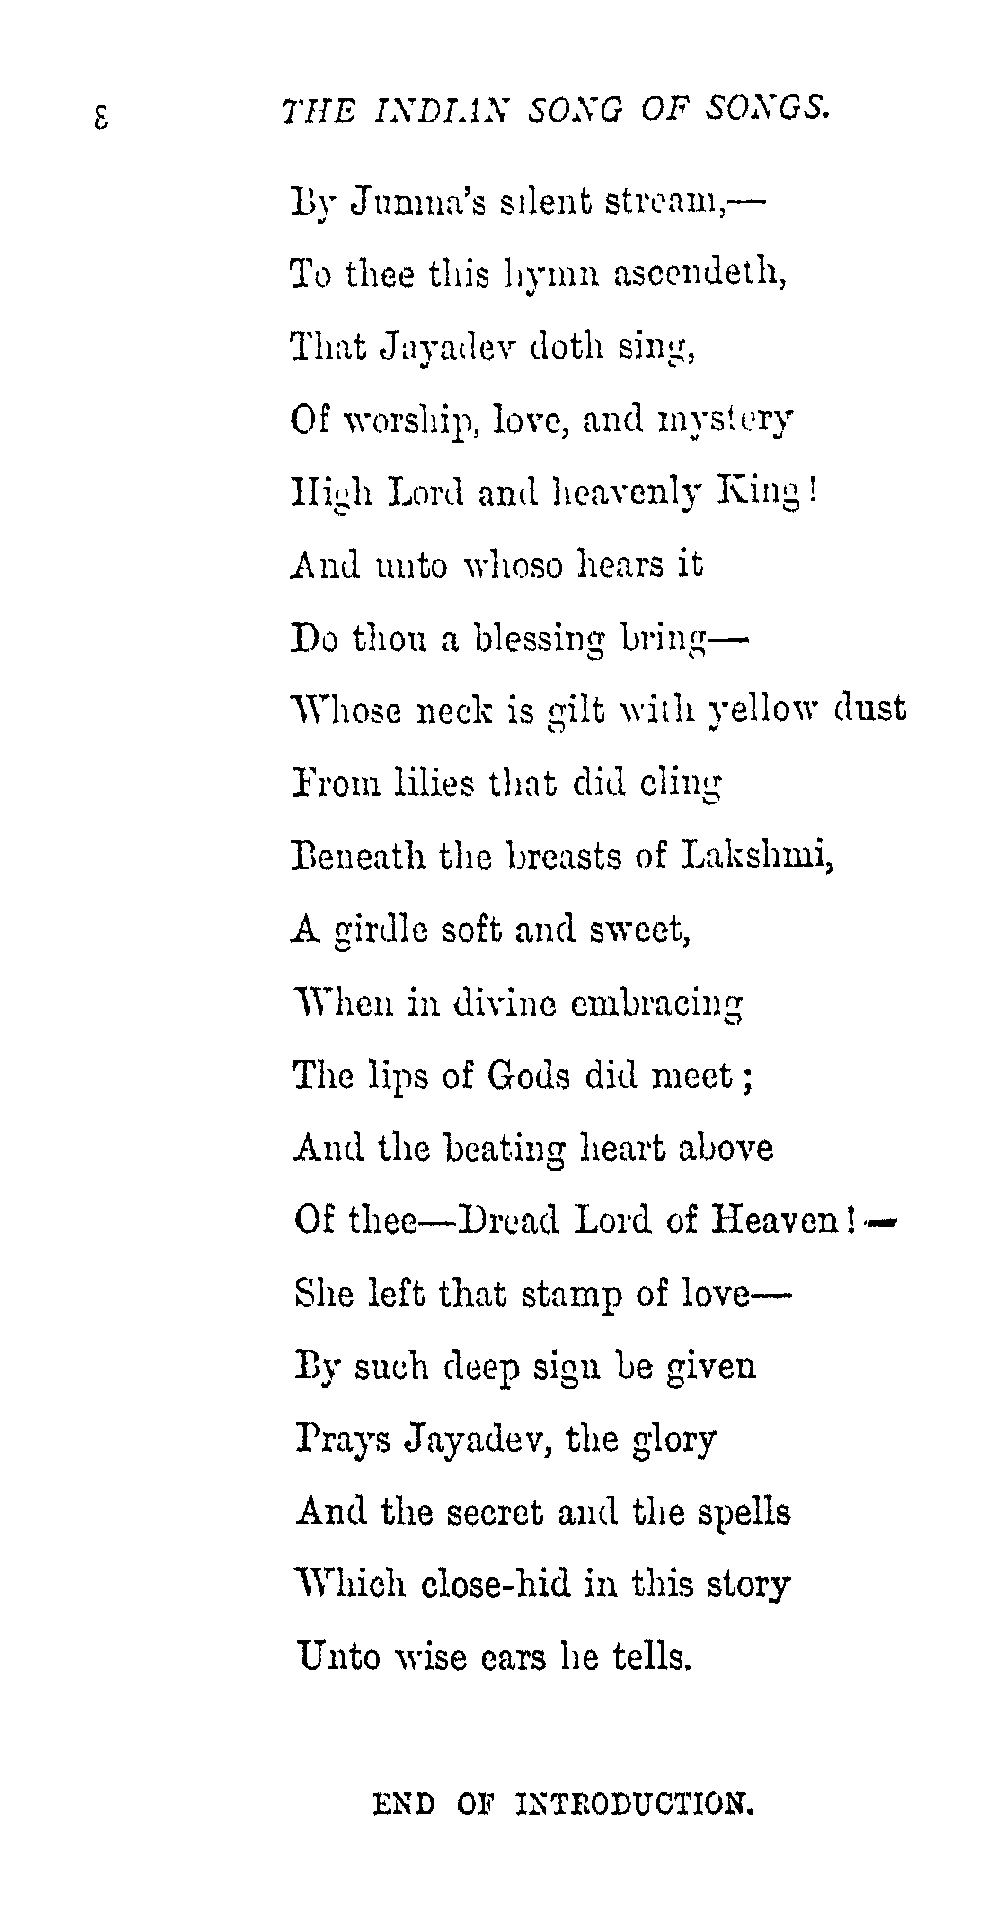 8 THE INDIAN SONG OF SONGS.
By Jumna's silent stream,—
To thee this hymn ascendeth,
That Jayadev doth sing,
Of worship, love, and mystery
High Lord and heavenly King!
And unto whoso hears it
Do thou a blessing bring—
Whose neck is gilt with yellow dust
From lilies that did cling
Beneath the breasts of Lakshmi,
A girdle soft and sweet,
When in divine embracing
The lips of Gods did meet;
And the beating heart above
Of thee—Dread Lord of Heaven!—
She left that stamp of love—
By such deep sign be given
Prays Jayadev, the glory
And the secret and the spells
Which close-hid in this story
Unto wise ears he tells.
END OF INTRODUCTION.